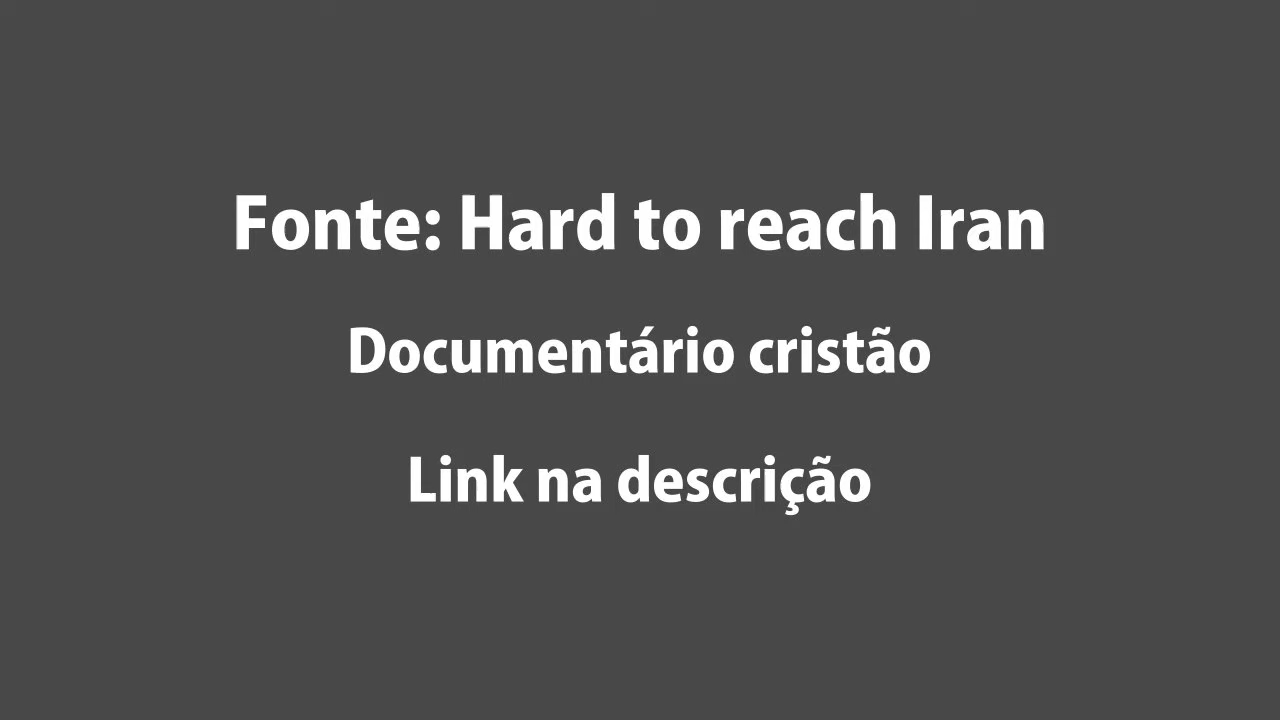 Fonte: Hard to reach Iran
Documentário cristão
Link na descrição